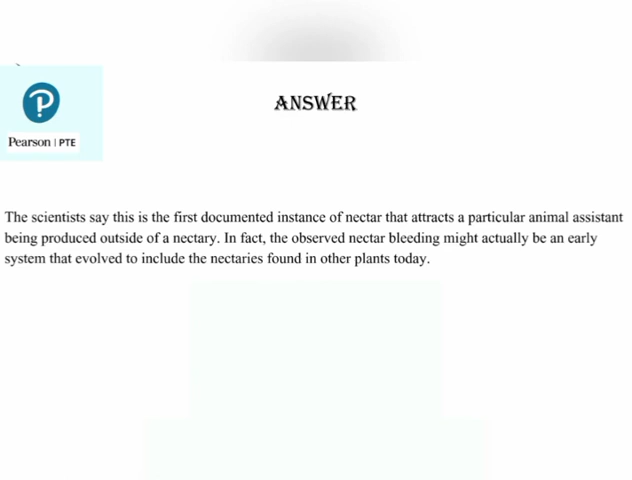 Pearson | PTE
ANSWER
The scientists say this is the first documented instance of nectar that attracts a particular animal assistant
being produced outside of a nectary. In fact, the observed nectar bleeding might actually be an early
system that evolved to include the nectaries found in other plants today.